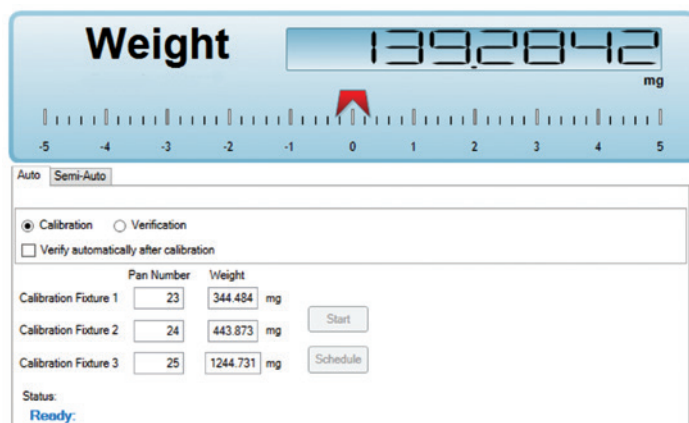 Weight 139.2842
mg
-5 -4 -3 -2 -1 0 1 2 3 4 5
Auto Semi-Auto
Calibration Verification
Verify automatically after calibration
Pan Number Weight
Calibration Fixture 1 23 344.484 mg
Start
Calibration Fixture 2 24 443.873 mg
Calibration Fixture 3 25 1244.731 mg Schedule
Status:
Ready: